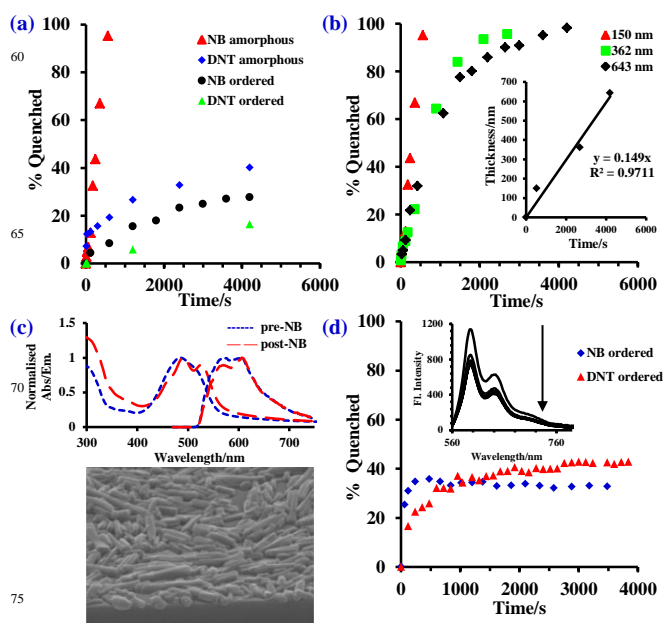 (a)
60
65
% Quenched
100
80
60
40
20
0
NB amorphous
DNT amorphous
NB ordered
DNT ordered
0
2000
4000
6000
Time/s
(b)
% Quenched
100
80
60
40
20
0
150 nm
362 nm
643 nm
Thickness/nm
700
600
500
400
300
200
100
0
y = 0.149x
R² = 0.9711
0
2000
4000
6000
Time/s
0
2000
4000
6000
Time/s
(c)
70
Normalised
Abs/Em.
1.5
1
0.5
0
pre-NB
post-NB
300
400
500
600
700
Wavelength/nm
75
(d)
% Quenched
100
80
60
40
20
0
Fl. Intensity
1200
800
400
0
560
760
Wavelength/nm
NB ordered
DNT ordered
0
1000
2000
3000
4000
Time/s